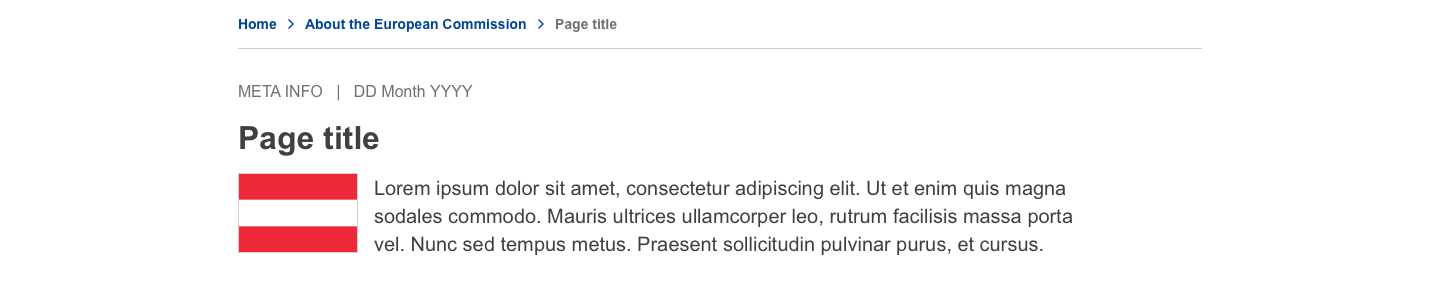 Home > About the European Commission > Page title
META INFO | DD Month YYYY
Page title
Lorem ipsum dolor sit amet, consectetur adipiscing elit. Ut et enim quis magna
sodales commodo. Mauris ultrices ullamcorper leo, rutrum facilisis massa porta
vel. Nunc sed tempus metus. Praesent sollicitudin pulvinar purus, et cursus.